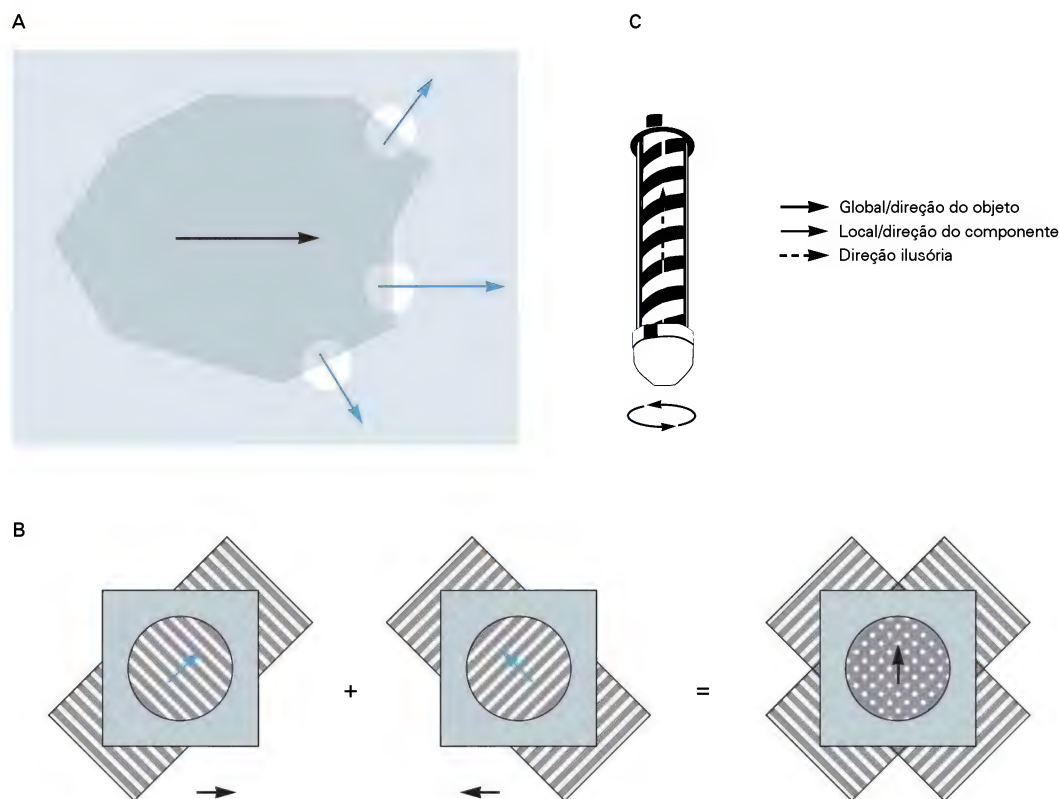 A
C
Global/direção do objeto
Local/direção do componente
Direção ilusória
B
+
=